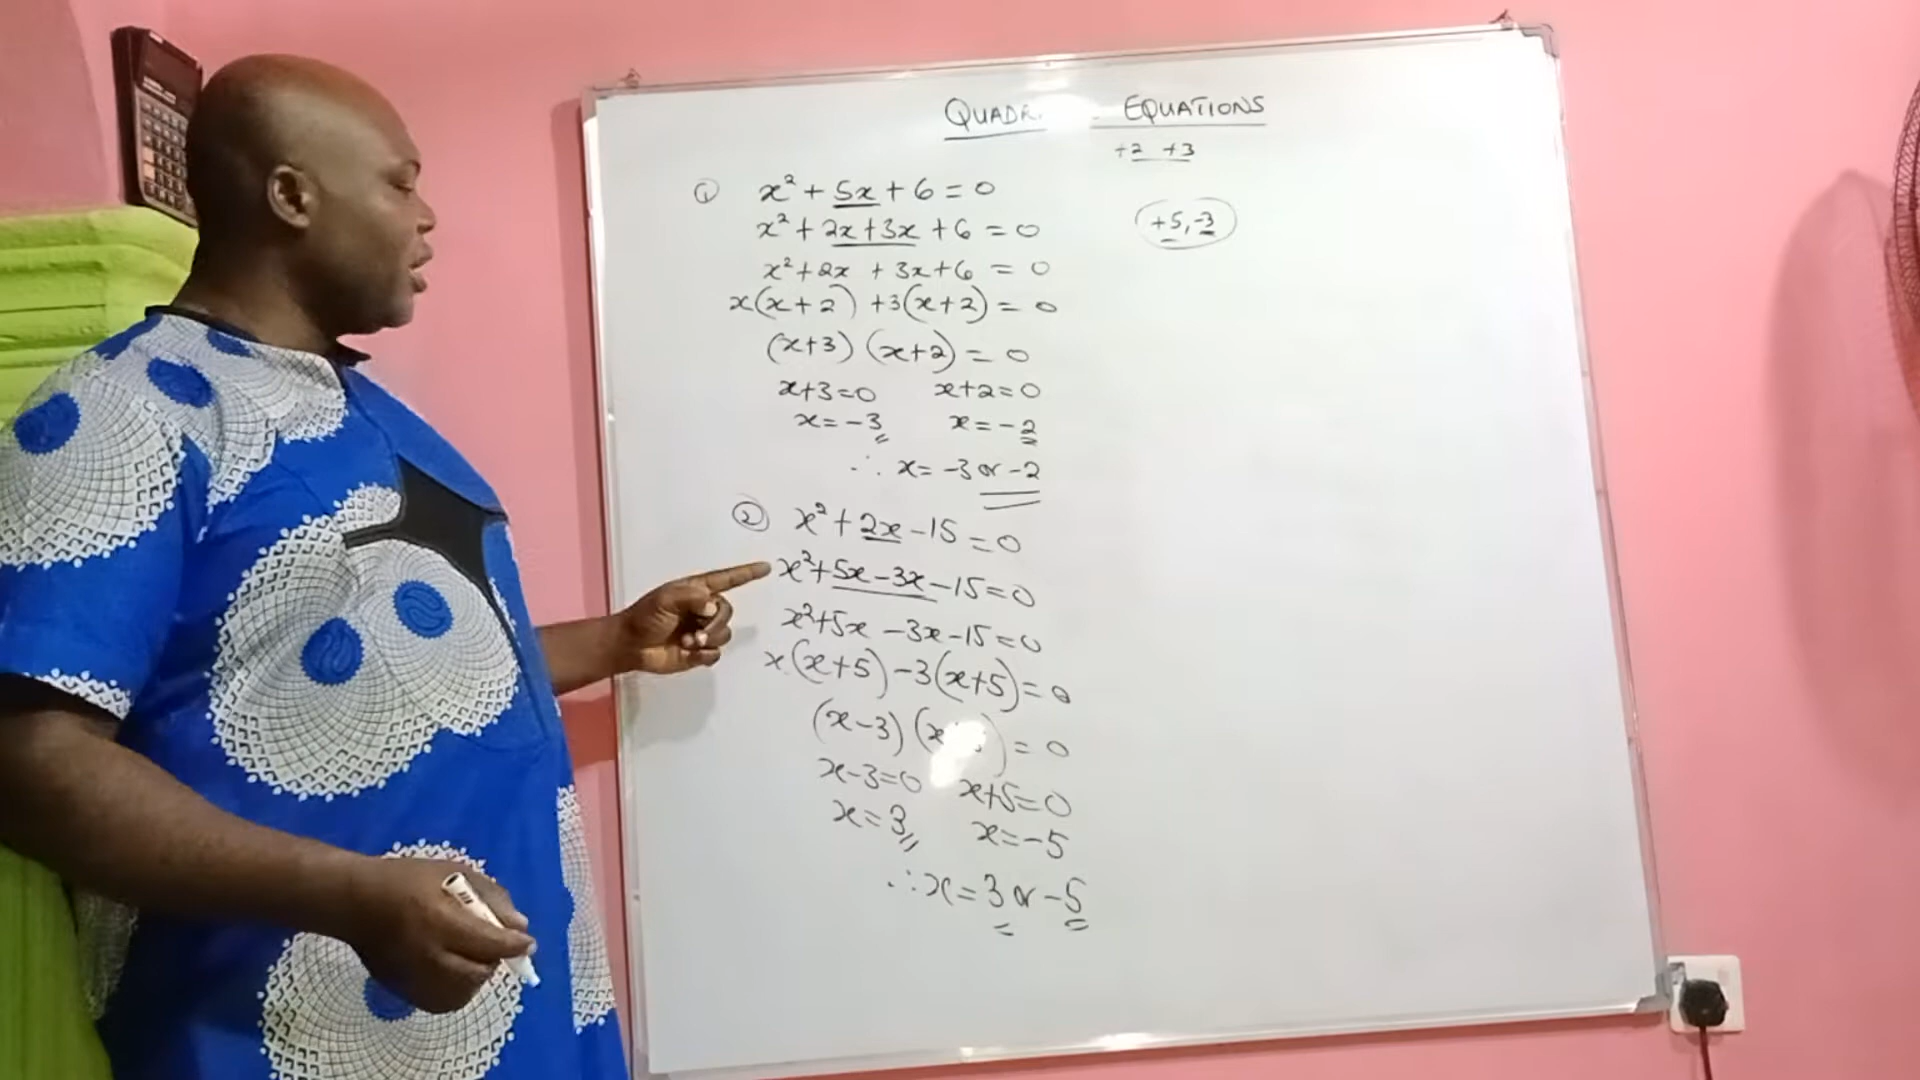 EQUATIONS
+2 +3
① x² + 5x + 6 = 0
x² + 2x + 3x + 6 = 0
x² + 2x + 3x + 6 = 0
x(x + 2) + 3(x + 2) = 0
(x + 3) (x + 2) = 0
x + 3 = 0 x + 2 = 0
x = -3 x = -2
∴ x = -3 or -2
+5, -3
② x² + 2x - 15 = 0
x² + 5x - 3x - 15 = 0
x² + 5x - 3x - 15 = 0
x(x + 5) - 3(x + 5) = 0
(x - 3) (x ) = 0
x - 3 = 0 x + 5 = 0
x = 3 x = -5
∴ x = 3 or -5